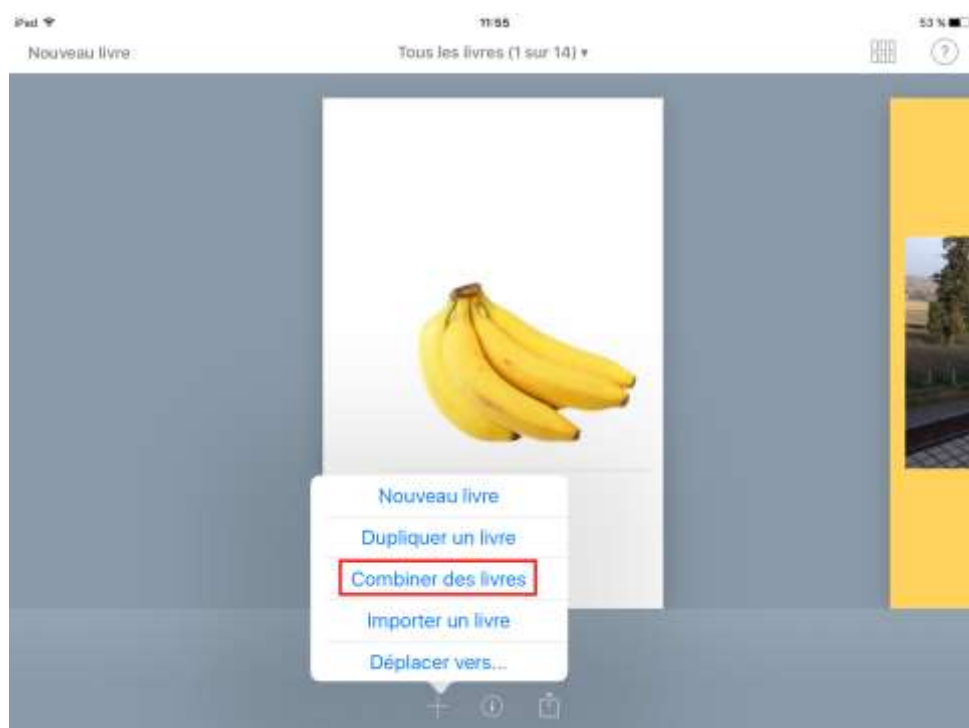 iPad 11:55 53 %
Nouveau livre Tous les livres (1 sur 14) ▾ ?
Nouveau livre
Dupliquer un livre
Combiner des livres
Importer un livre
Déplacer vers...